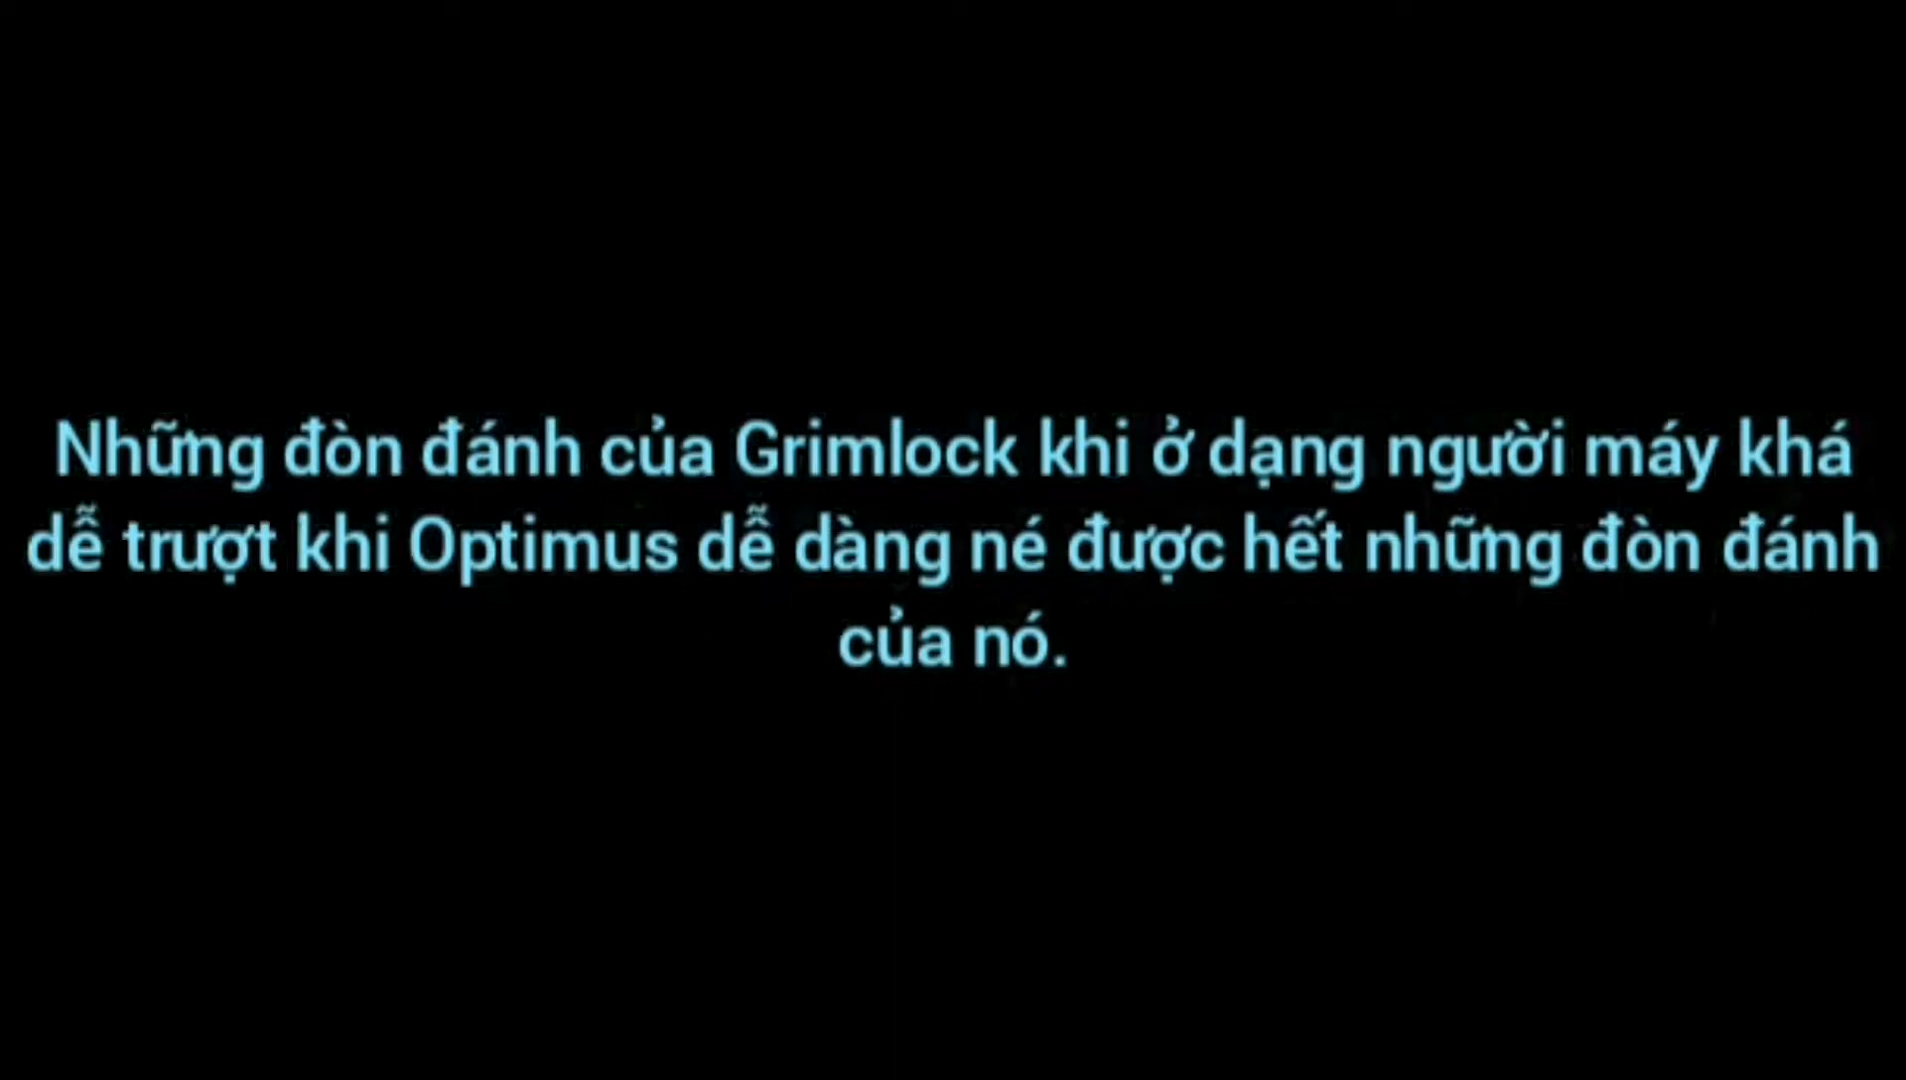 Những đòn đánh của Grimlock khi ở dạng người máy khá
dễ trượt khi Optimus dễ dàng né được hết những đòn đánh
của nó.